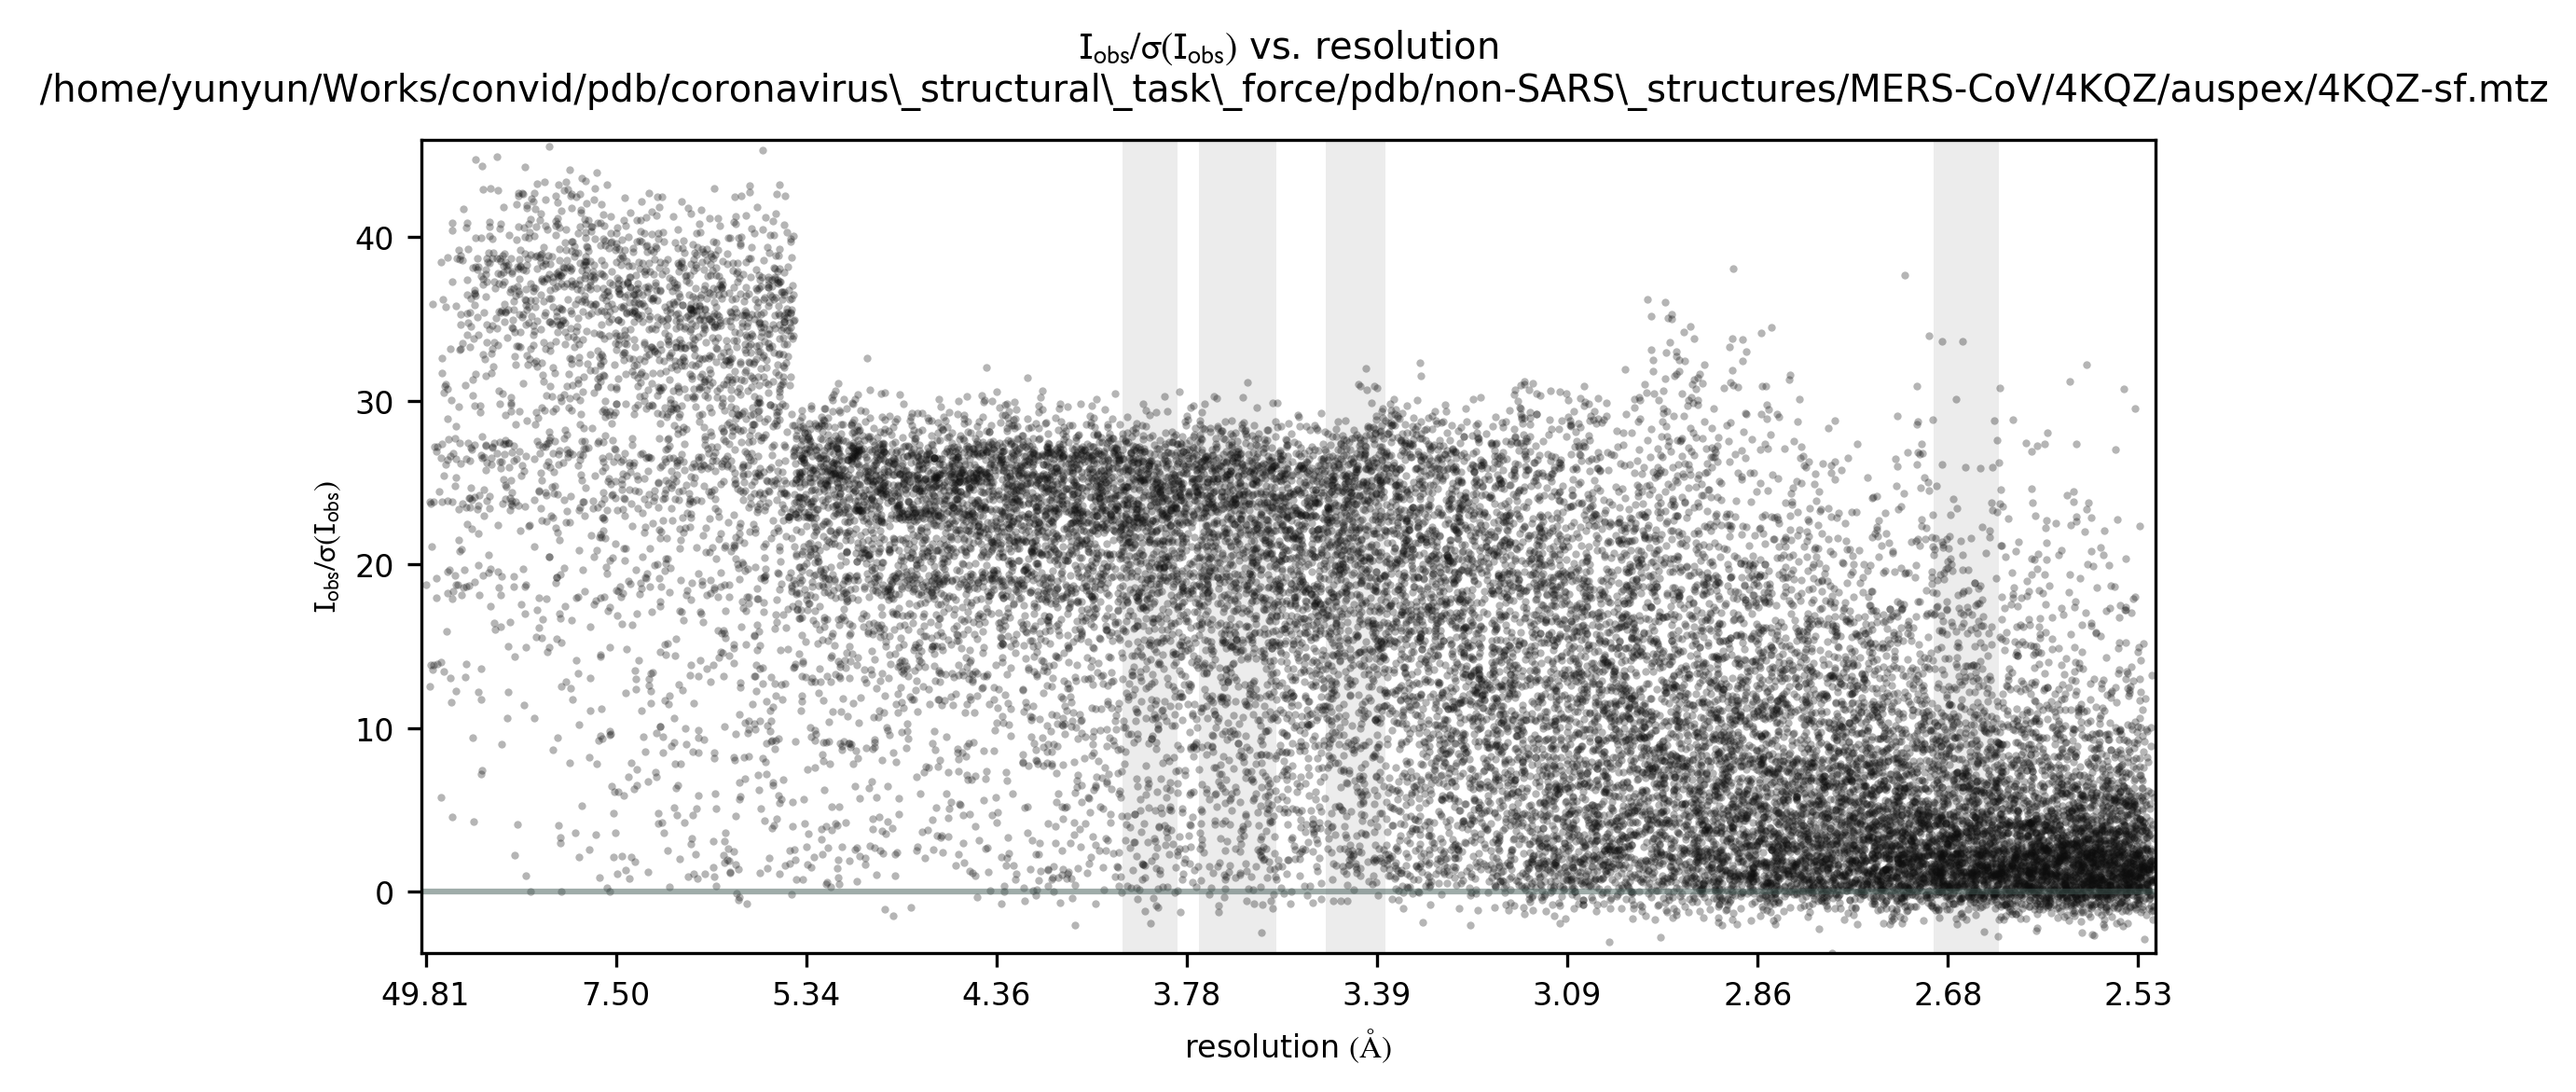 Iobs/σ(Iobs) vs. resolution
/home/yunyun/Works/convid/pdb/coronavirus\_structural\_task\_force/pdb/non-SARS\_structures/MERS-CoV/4KQZ/auspex/4KQZ-sf.mtz
Iobs/σ(Iobs)
40
30
20
10
0
49.81 7.50 5.34 4.36 3.78 3.39 3.09 2.86 2.68 2.53
resolution (Å)